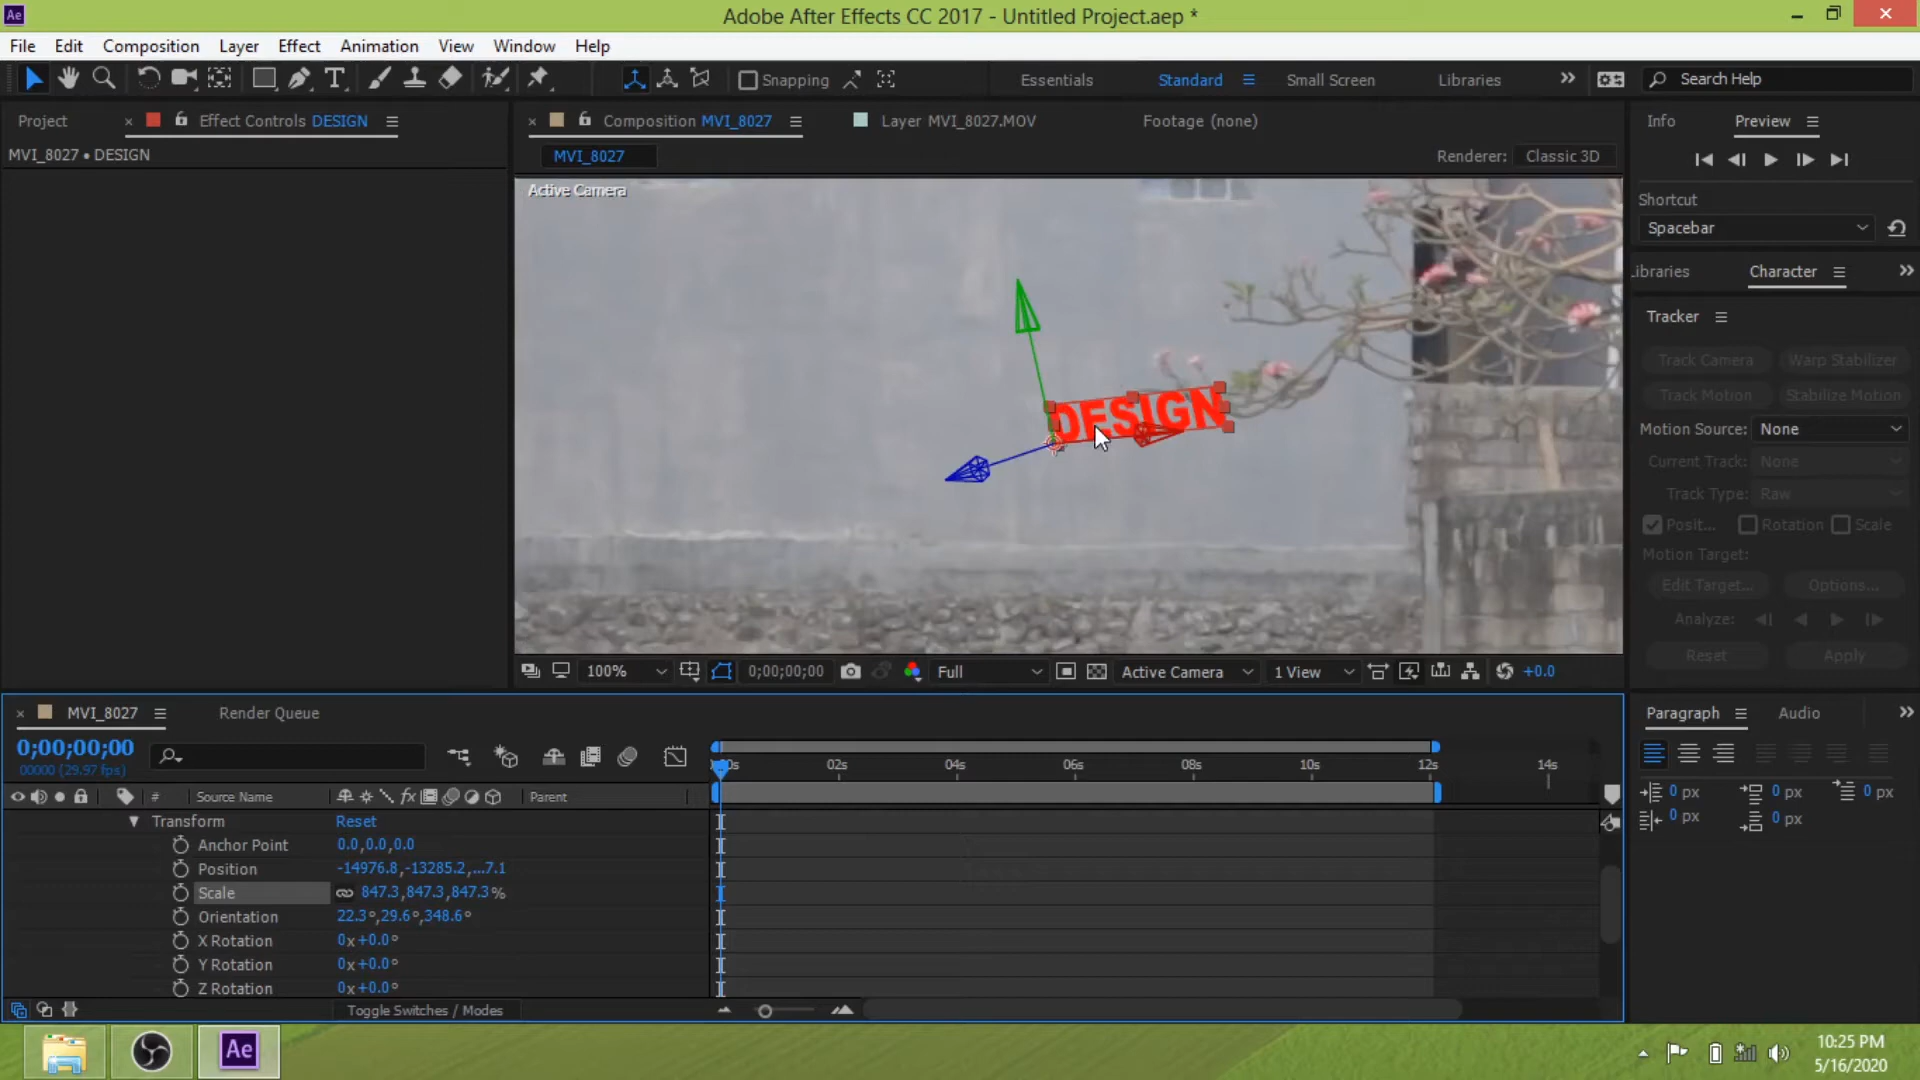 Ae
Adobe After Effects CC 2017 - Untitled Project.aep *
File Edit Composition Layer Effect Animation View Window Help
Snapping
Essentials Standard Small Screen Libraries
Search Help
Project
Effect Controls DESIGN
Composition MVI_8027
Layer MVI_8027.MOV
Footage (none)
Info Preview
MVI_8027 • DESIGN
MVI_8027
Renderer: Classic 3D
Active Camera
Shortcut
Spacebar
ibraries Character
Tracker
Track Camera Warp Stabilizer
Track Motion Stabilize Motion
Motion Source: None
Current Track: None
Track Type: Raw
Posit... Rotation Scale
Motion Target:
Edit Target... Options...
Analyze:
Reset Apply
DESIGN
100% 0;00;00;00 Full Active Camera 1 View +0.0
MVI_8027 Render Queue
0;00;00;00
00000 (29.97 fps)
02s 04s 06s 08s 10s 12s 14s
# Source Name fx Parent
Transform Reset
Anchor Point 0.0,0.0,0.0
Position -14976.8,-13285.2,...7.1
Scale 847.3,847.3,847.3%
Orientation 22.3°,29.6°,348.6°
X Rotation 0x+0.0°
Y Rotation 0x+0.0°
Z Rotation 0x+0.0°
Toggle Switches / Modes
Paragraph Audio
0 px 0 px 0 px
0 px 0 px
Ae
10:25 PM
5/16/2020